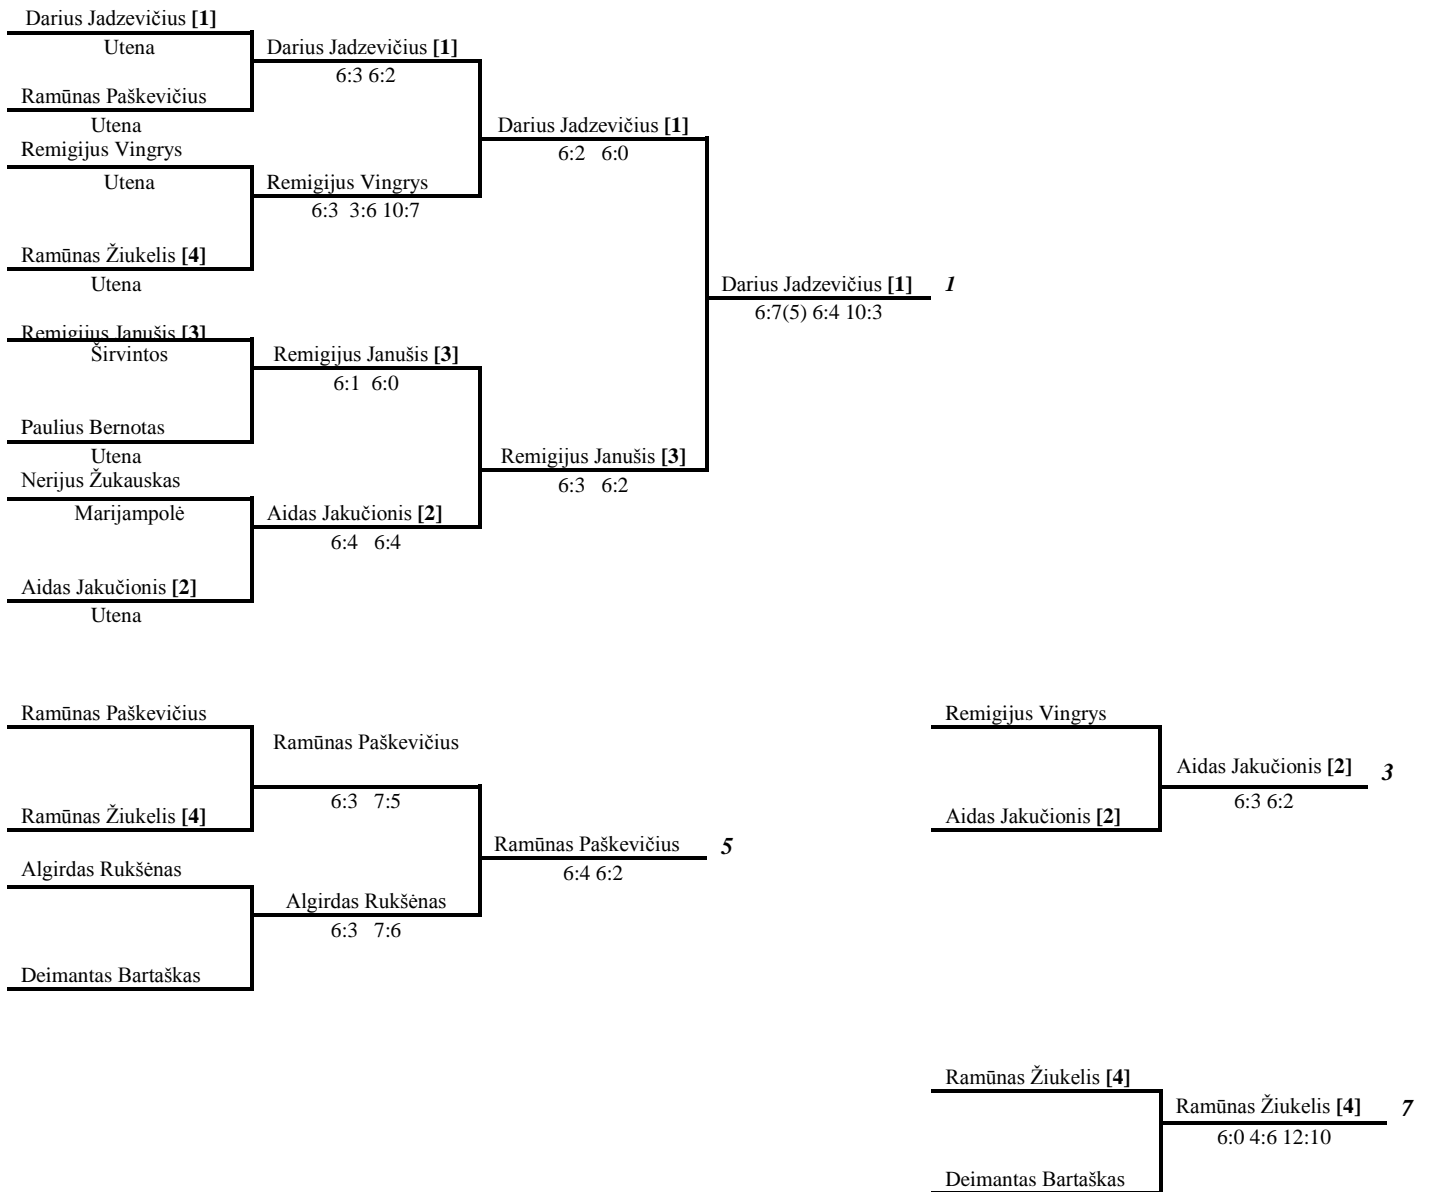 Darius Jadzevičius [1]
Utena
Darius Jadzevičius [1]
6:3 6:2
Ramūnas Paškevičius
Utena
Darius Jadzevičius [1]
6:2 6:0
Remigijus Vingrys
Utena
Remigijus Vingrys
6:3 3:6 10:7
Ramūnas Žiukelis [4]
Utena
Darius Jadzevičius [1] 1
6:7(5) 6:4 10:3
Remigijus Janušis [3]
Širvintos
Remigijus Janušis [3]
6:1 6:0
Paulius Bernotas
Utena
Remigijus Janušis [3]
6:3 6:2
Nerijus Žukauskas
Marijampolė
Aidas Jakučionis [2]
6:4 6:4
Aidas Jakučionis [2]
Utena
Ramūnas Paškevičius
Ramūnas Paškevičius
6:3 7:5
Ramūnas Žiukelis [4]
Ramūnas Paškevičius 5
6:4 6:2
Algirdas Rukšėnas
Algirdas Rukšėnas
6:3 7:6
Deimantas Bartaškas
Remigijus Vingrys
Aidas Jakučionis [2] 3
6:3 6:2
Aidas Jakučionis [2]
Ramūnas Žiukelis [4]
Ramūnas Žiukelis [4] 7
6:0 4:6 12:10
Deimantas Bartaškas